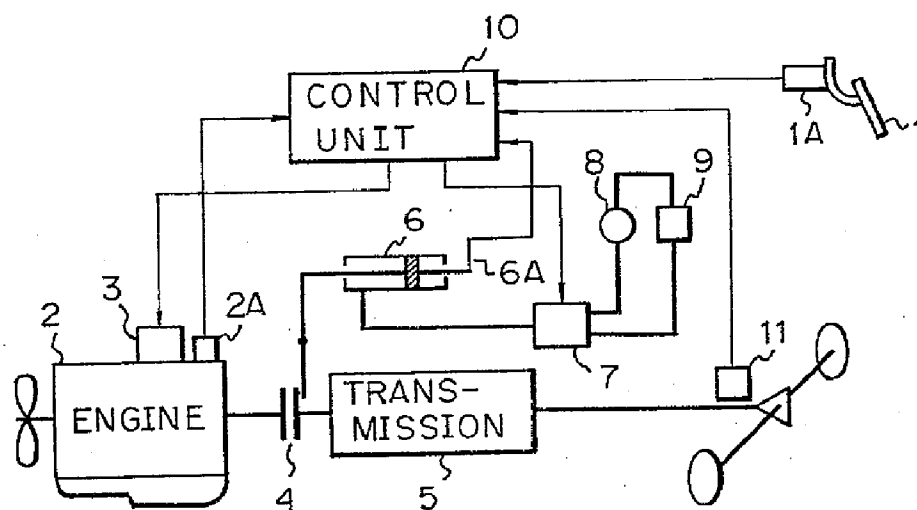 10
CONTROL
UNIT
1A
1
8
9
6
6A
3
2A
2
7
11
ENGINE
TRANS-
MISSION
4
5